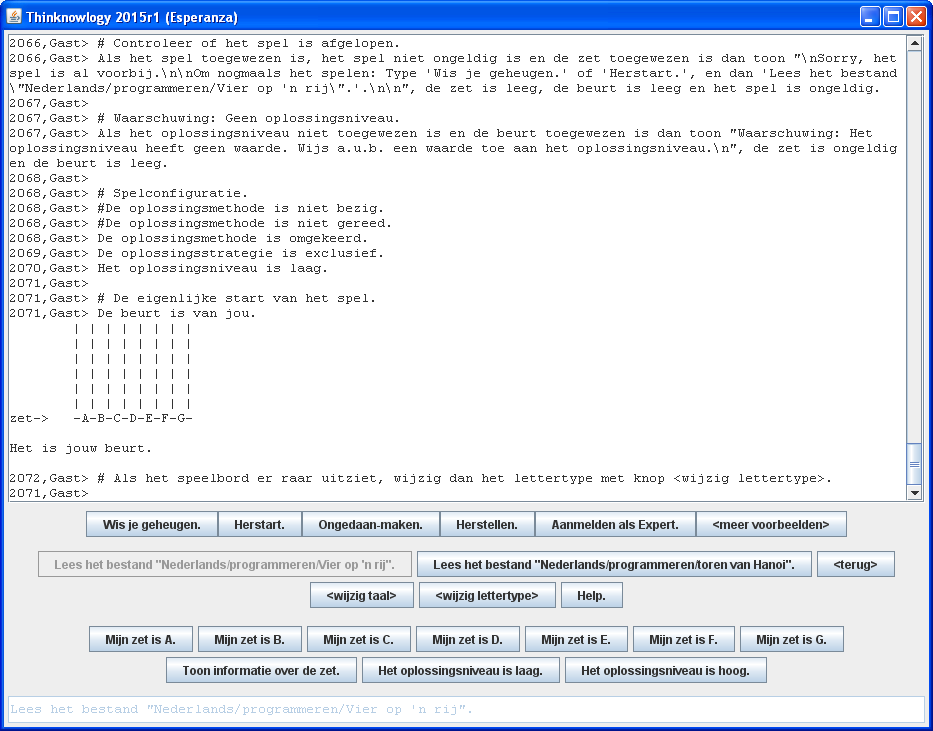 Thinknowlogy 2015r1 (Esperanza)
2066,Gast> # Controleer of het spel is afgelopen.
2066,Gast> Als het spel toegewezen is, het spel niet ongeldig is en de zet toegewezen is dan toon "\nSorry, het
spel is al voorbij.\n\nOm nogmaals het spelen: Type 'Wis je geheugen.' of 'Herstart.', en dan 'Lees het bestand
\"Nederlands/programmeren/Vier op 'n rij\".'.\n\n", de zet is leeg, de beurt is leeg en het spel is ongeldig.
2067,Gast>
2067,Gast> # Waarschuwing: Geen oplossingsniveau.
2067,Gast> Als het oplossingsniveau niet toegewezen is en de beurt toegewezen is dan toon "Waarschuwing: Het
oplossingsniveau heeft geen waarde. Wijs a.u.b. een waarde toe aan het oplossingsniveau.\n", de zet is ongeldig
en de beurt is leeg.
2068,Gast>
2068,Gast> # Spelconfiguratie.
2068,Gast> #De oplossingsmethode is niet bezig.
2068,Gast> #De oplossingsmethode is niet gereed.
2068,Gast> De oplossingsmethode is omgekeerd.
2069,Gast> De oplossingsstrategie is exclusief.
2070,Gast> Het oplossingsniveau is laag.
2071,Gast>
2071,Gast> # De eigenlijke start van het spel.
2071,Gast> De beurt is van jou.
| | | | | | | |
| | | | | | | |
| | | | | | | |
| | | | | | | |
| | | | | | | |
| | | | | | | |
zet-> -A-B-C-D-E-F-G-
Het is jouw beurt.
2072,Gast> # Als het speelbord er raar uitziet, wijzig dan het lettertype met knop <wijzig lettertype>.
2071,Gast>
Wis je geheugen. Herstart. Ongedaan-maken. Herstellen. Aanmelden als Expert. <meer voorbeelden>
Lees het bestand "Nederlands/programmeren/Vier op 'n rij". Lees het bestand "Nederlands/programmeren/toren van Hanoi". <terug>
<wijzig taal> <wijzig lettertype> Help.
Mijn zet is A. Mijn zet is B. Mijn zet is C. Mijn zet is D. Mijn zet is E. Mijn zet is F. Mijn zet is G.
Toon informatie over de zet. Het oplossingsniveau is laag. Het oplossingsniveau is hoog.
Lees het bestand "Nederlands/programmeren/Vier op 'n rij".